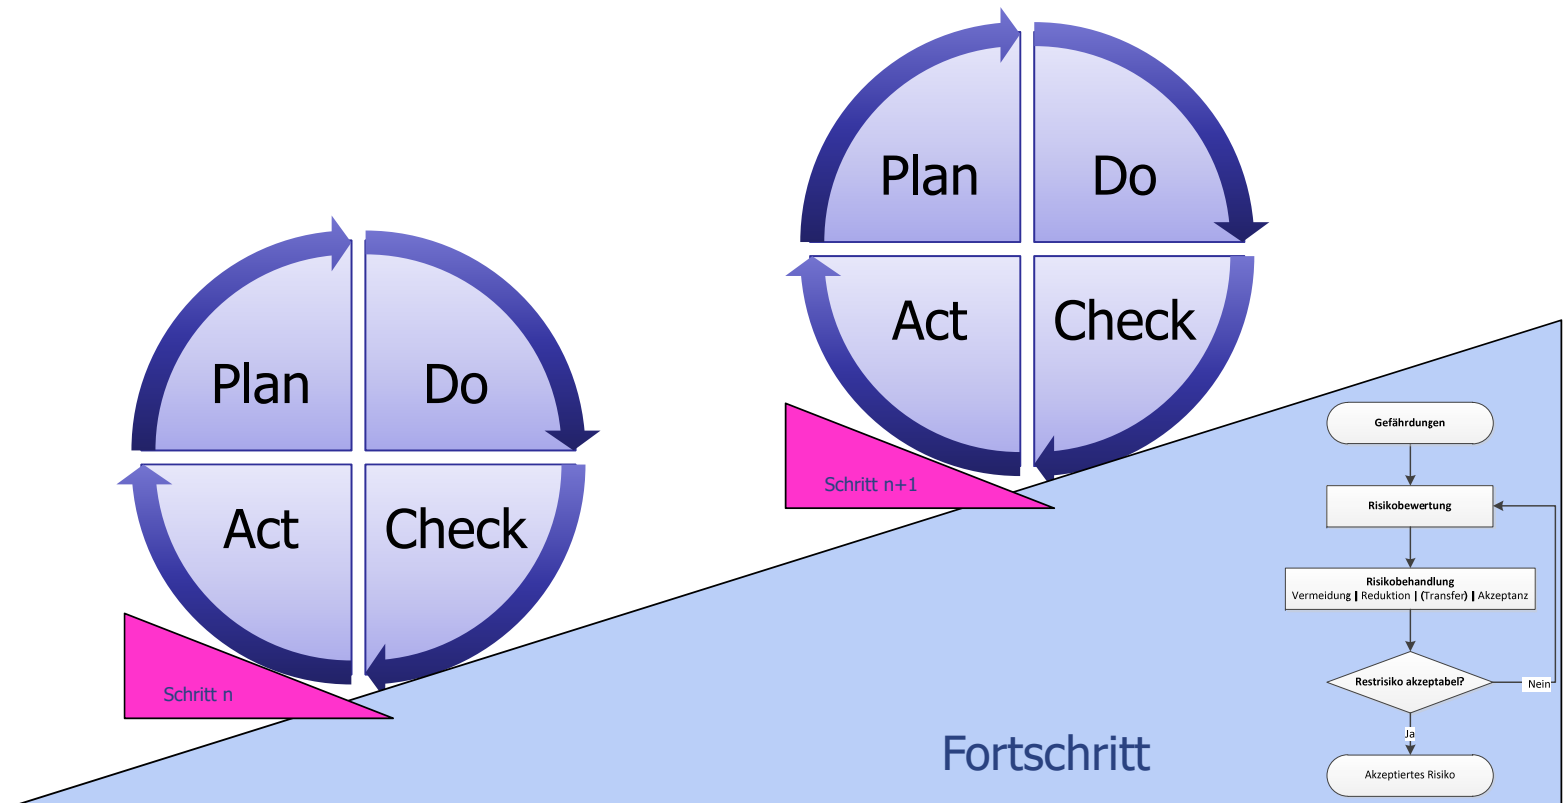 Plan
Do
Act
Check
Schritt n
Plan
Do
Act
Check
Schritt n+1
Fortschritt
Gefährdungen
Risikobewertung
Risikobehandlung
Vermeidung | Reduktion | (Transfer) | Akzeptanz
Restrisiko akzeptabel?
Nein
Ja
Akzeptiertes Risiko